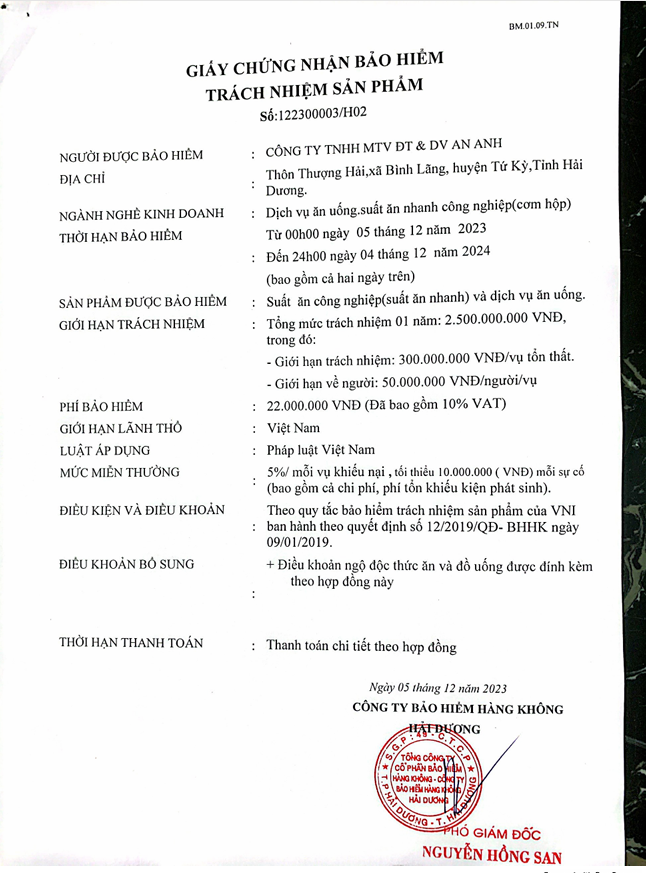 BM.01.09.TN
GIẤY CHỨNG NHẬN BẢO HIỂM
TRÁCH NHIỆM SẢN PHẨM
Số:122300003/H02
NGƯỜI ĐƯỢC BẢO HIỂM : CÔNG TY TNHH MTV ĐT & DV AN ANH
ĐỊA CHỈ : Thôn Thượng Hải,xã Bình Lãng, huyện Tứ Kỳ,Tỉnh Hải
Dương.
NGÀNH NGHỀ KINH DOANH : Dịch vụ ăn uống.suất ăn nhanh công nghiệp(cơm hộp)
THỜI HẠN BẢO HIỂM Từ 00h00 ngày 05 tháng 12 năm 2023
: Đến 24h00 ngày 04 tháng 12 năm 2024
(bao gồm cả hai ngày trên)
SẢN PHẨM ĐƯỢC BẢO HIỂM : Suất ăn công nghiệp(suất ăn nhanh) và dịch vụ ăn uống.
GIỚI HẠN TRÁCH NHIỆM : Tổng mức trách nhiệm 01 năm: 2.500.000.000 VNĐ,
trong đó:
- Giới hạn trách nhiệm: 300.000.000 VNĐ/vụ tổn thất.
- Giới hạn về người: 50.000.000 VNĐ/người/vụ
PHÍ BẢO HIỂM : 22.000.000 VNĐ (Đã bao gồm 10% VAT)
GIỚI HẠN LÃNH THỔ : Việt Nam
LUẬT ÁP DỤNG : Pháp luật Việt Nam
MỨC MIỄN THƯỜNG : 5%/ mỗi vụ khiếu nại , tối thiểu 10.000.000 ( VNĐ) mỗi sự cố
(bao gồm cả chi phí, phí tổn khiếu kiện phát sinh).
ĐIỀU KIỆN VÀ ĐIỀU KHOẢN Theo quy tắc bảo hiểm trách nhiệm sản phẩm của VNI
: ban hành theo quyết định số 12/2019/QĐ- BHHK ngày
09/01/2019.
ĐIỀU KHOẢN BỔ SUNG + Điều khoản ngộ độc thức ăn và đồ uống được đính kèm
theo hợp đồng này
:
THỜI HẠN THANH TOÁN : Thanh toán chi tiết theo hợp đồng
Ngày 05 tháng 12 năm 2023
CÔNG TY BẢO HIỂM HÀNG KHÔNG
HẢI DƯƠNG
S.G.P : 49 - C.T.C.P
TỔNG CÔNG TY
CỔ PHẦN BẢO HIỂM
HÀNG KHÔNG - CÔNG TY
BẢO HIỂM HÀNG KHÔNG
HẢI DƯƠNG
T.P HẢI DƯƠNG - T. HẢI DƯƠNG
PHÓ GIÁM ĐỐC
NGUYỄN HỒNG SAN